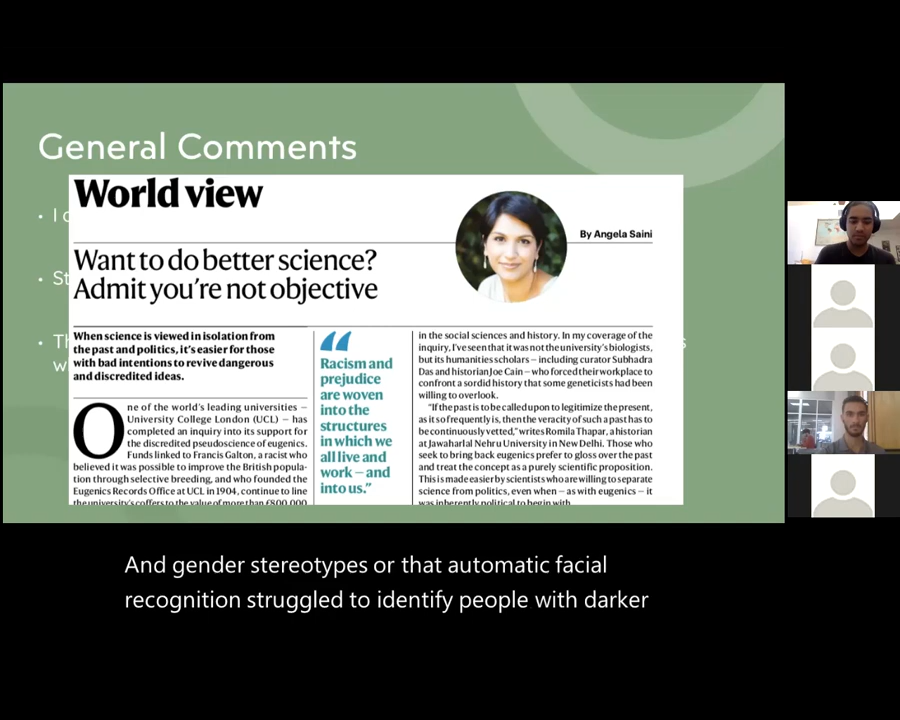 General Comments
World view
By Angela Saini
Want to do better science?
Admit you're not objective
When science is viewed in isolation from
the past and politics, it's easier for those
with bad intentions to revive dangerous
and discredited ideas.
One of the world's leading universities –
University College London (UCL) – has
completed an inquiry into its support for
the discredited pseudoscience of eugenics.
Funds linked to Francis Galton, a racist who
believed it was possible to improve the British popula-
tion through selective breeding, and who founded the
Eugenics Records Office at UCL in 1904, continue to line
the university's coffers to the value of more than £800,000
“
Racism and
prejudice
are woven
into the
structures
in which we
all live and
work – and
into us.”
in the social sciences and history. In my coverage of the
inquiry, I've seen that it was not the university's biologists,
but its humanities scholars – including curator Subhadra
Das and historian Joe Cain – who forced their workplace to
confront a sordid history that some geneticists had been
willing to overlook.
“If the past is to be called upon to legitimize the present,
as it so frequently is, then the veracity of such a past has to
be continuously vetted,” writes Romila Thapar, a historian
at Jawaharlal Nehru University in New Delhi. Those who
seek to bring back eugenics prefer to gloss over the past
and treat the concept as a purely scientific proposition.
This is made easier by scientists who are willing to separate
science from politics, even when – as with eugenics – it
was inherently political to begin with.
And gender stereotypes or that automatic facial
recognition struggled to identify people with darker